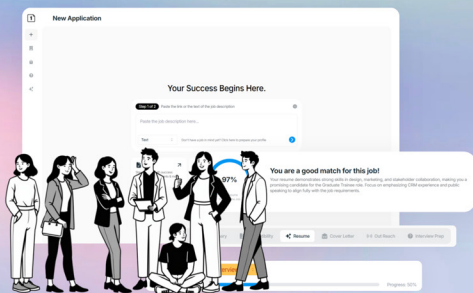 New Application
Your Success Begins Here.
Step 1 of 2 Paste the link or the text of the job description
Paste the job description here...
Text
97%
You are a good match for this job!
Your resume demonstrates strong skills in design, marketing, and stakeholder collaboration, making you a
promising candidate for the Graduate Trainee role. Focus on emphasizing CRM experience and public
speaking to align fully with the job requirements.
Resume
Cover Letter
Out Reach
Interview Prep
Progress: 50%